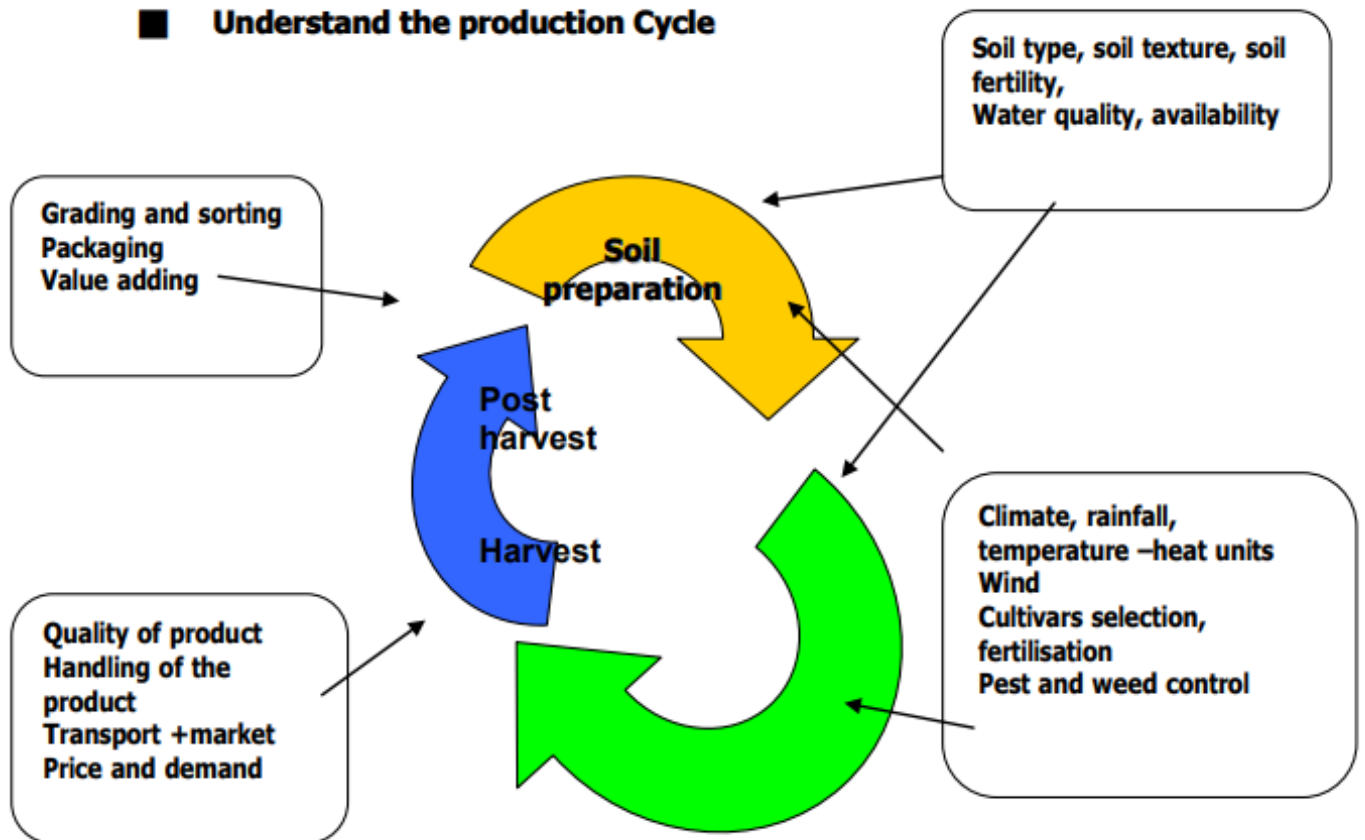 ■ Understand the production Cycle
Soil type, soil texture, soil
fertility,
Water quality, availability
Grading and sorting
Packaging
Value adding
Soil
preparation
Post
harvest
Harvest
Climate, rainfall,
temperature –heat units
Wind
Cultivars selection,
fertilisation
Pest and weed control
Quality of product
Handling of the
product
Transport +market
Price and demand